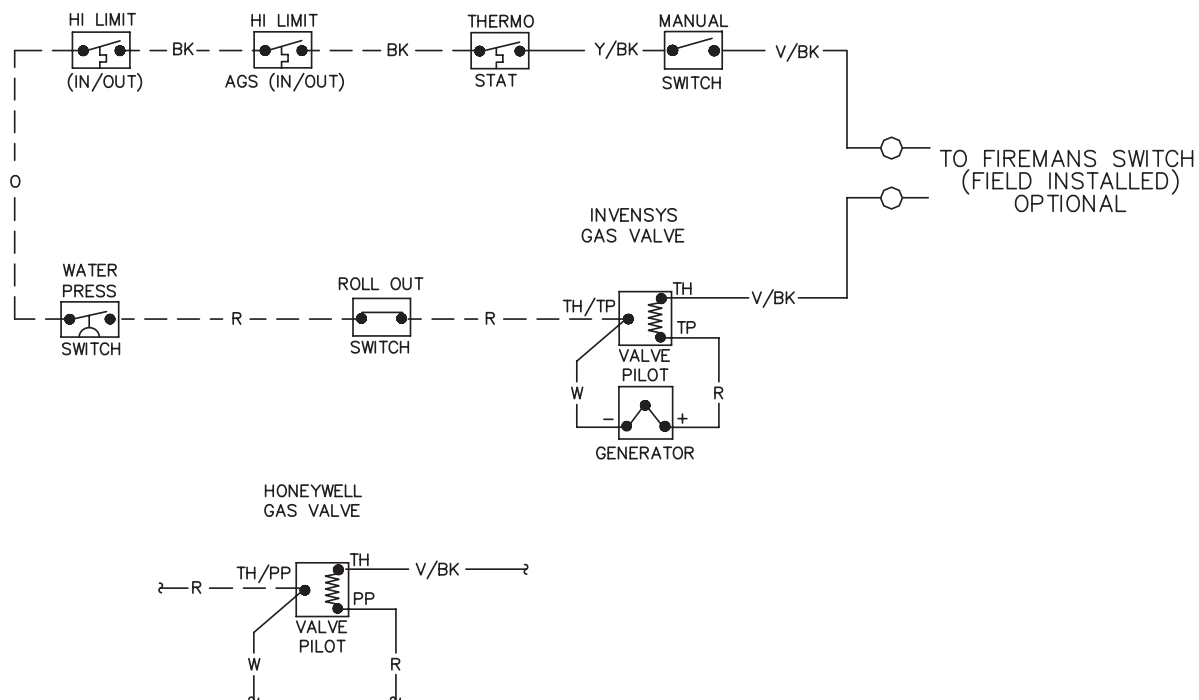 HI LIMIT
HI LIMIT
THERMO
MANUAL
BK
BK
Y/BK
V/BK
(IN/OUT)
AGS (IN/OUT)
STAT
SWITCH
TO FIREMANS SWITCH
(FIELD INSTALLED)
OPTIONAL
O
INVENSYS
GAS VALVE
WATER
PRESS
ROLL OUT
TH/TP
TH
V/BK
R
R
TP
SWITCH
SWITCH
VALVE
PILOT
W
R
- +
GENERATOR
HONEYWELL
GAS VALVE
R
TH/PP
TH
V/BK
PP
VALVE
PILOT
W
R